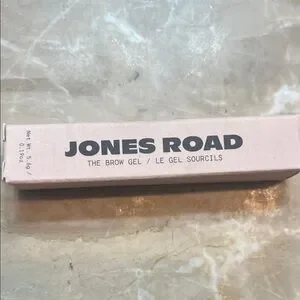 JONES ROAD
THE BROW GEL / LE GEL SOURCILS
Net Wt. 5.4g /
0.19oz.